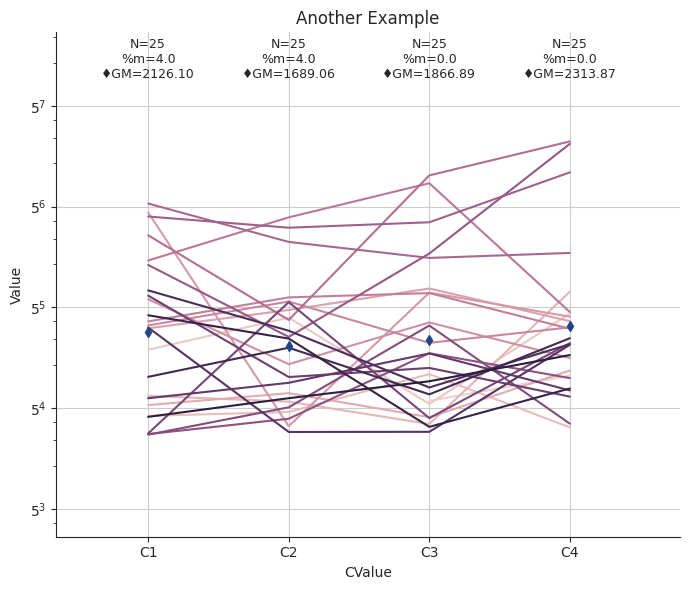 Another Example
N=25 N=25 N=25 N=25
%m=4.0 %m=4.0 %m=0.0 %m=0.0
♦GM=2126.10 ♦GM=1689.06 ♦GM=1866.89 ♦GM=2313.87
5⁷
5⁶
5⁵
5⁴
5³
Value
C1 C2 C3 C4
CValue